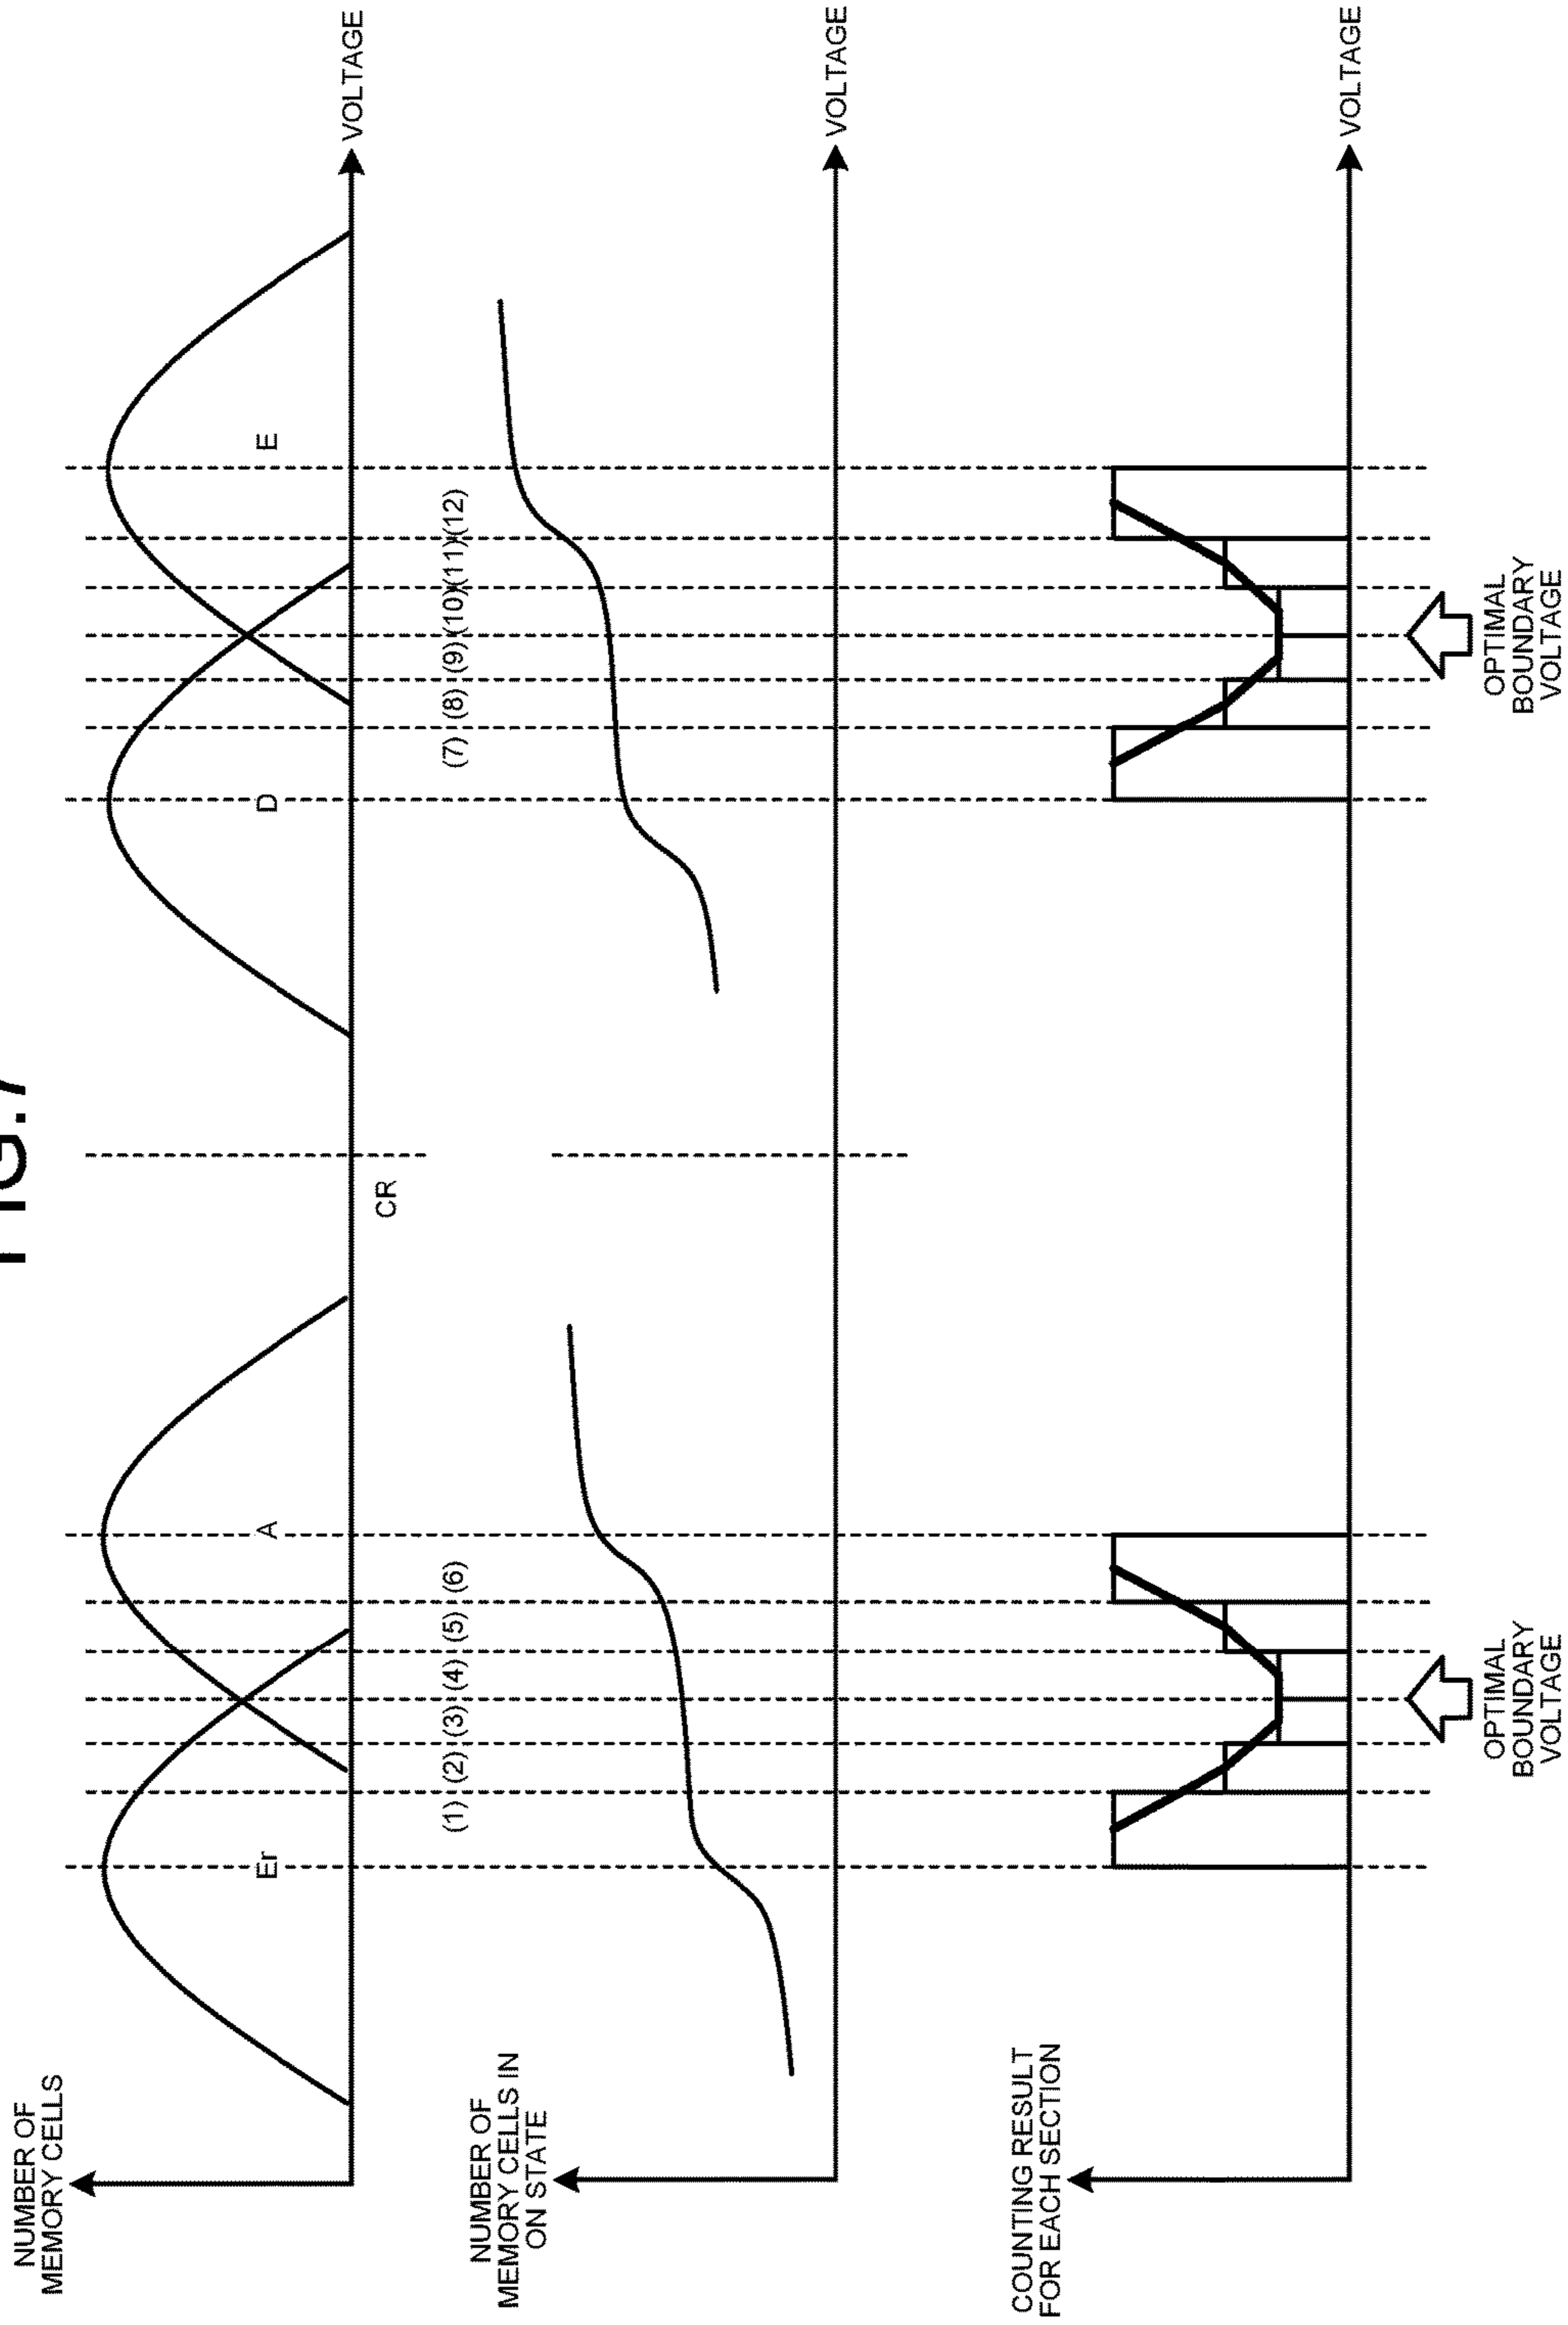 FIG.7
NUMBER OF
MEMORY CELLS
Er
A
D
E
VOLTAGE
CR
(1) (2) (3) (4) (5) (6)
(7) (8) (9) (10) (11) (12)
NUMBER OF
MEMORY CELLS IN
ON STATE
VOLTAGE
COUNTING RESULT
FOR EACH SECTION
VOLTAGE
OPTIMAL
BOUNDARY
VOLTAGE
OPTIMAL
BOUNDARY
VOLTAGE